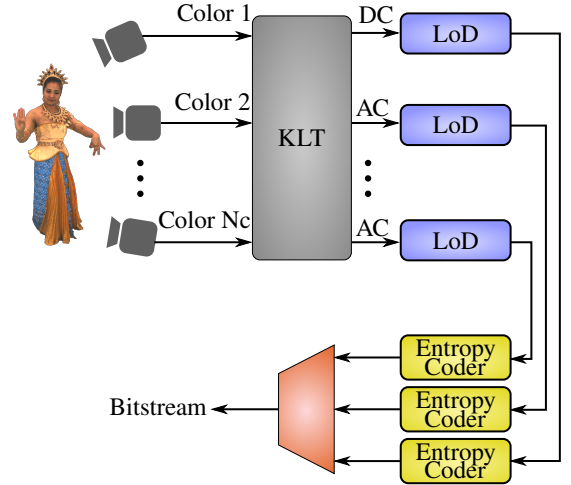 Color 1
DC
LoD
Color 2
AC
LoD
KLT
Color Nc
AC
LoD
Entropy
Coder
Bitstream
Entropy
Coder
Entropy
Coder